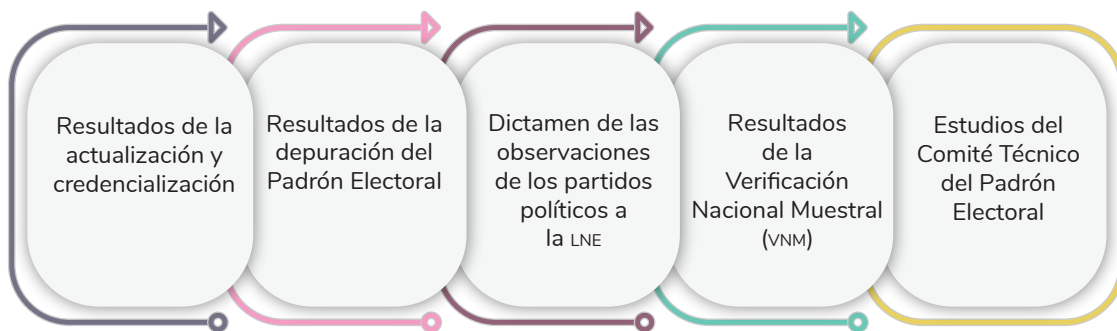 Resultados de la
actualización y
credencialización
Resultados de la
depuración del
Padrón Electoral
Dictamen de las
observaciones
de los partidos
políticos a
la LNE
Resultados
de la
Verificación
Nacional Muestral
(VNM)
Estudios del
Comité Técnico
del Padrón
Electoral